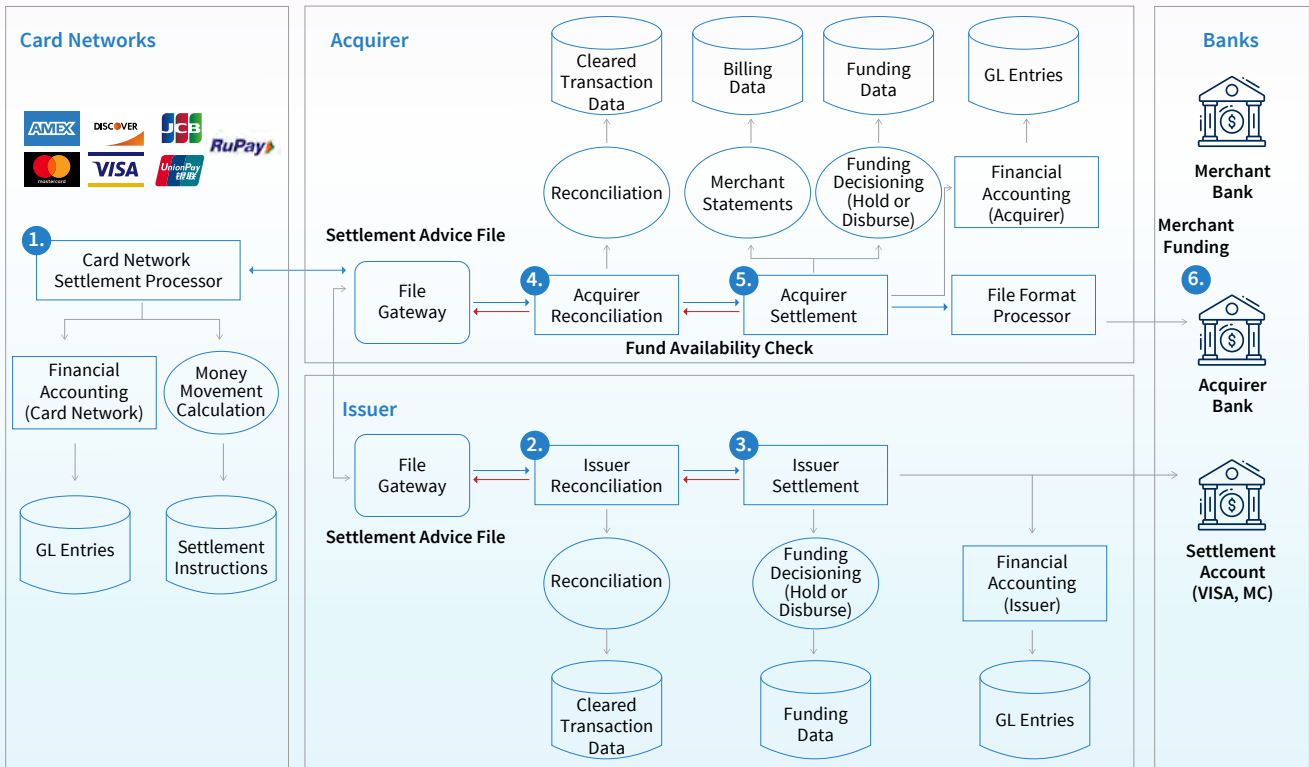 Card Networks
AMEX
DISCOVER
JCB
RuPay
mastercard
VISA
UnionPay
银联
1.
Card Network
Settlement Processor
Financial
Accounting
(Card Network)
Money
Movement
Calculation
GL Entries
Settlement
Instructions
Acquirer
Cleared
Transaction
Data
Billing
Data
Funding
Data
GL Entries
Reconciliation
Merchant
Statements
Funding
Decisioning
(Hold or
Disburse)
Financial
Accounting
(Acquirer)
Settlement Advice File
File
Gateway
4.
Acquirer
Reconciliation
5.
Acquirer
Settlement
File Format
Processor
Fund Availability Check
Issuer
File
Gateway
Settlement Advice File
2.
Issuer
Reconciliation
3.
Issuer
Settlement
Reconciliation
Funding
Decisioning
(Hold or
Disburse)
Financial
Accounting
(Issuer)
Cleared
Transaction
Data
Funding
Data
GL Entries
Banks
$
Merchant
Bank
Merchant
Funding
6.
$
Acquirer
Bank
$
Settlement
Account
(VISA, MC)